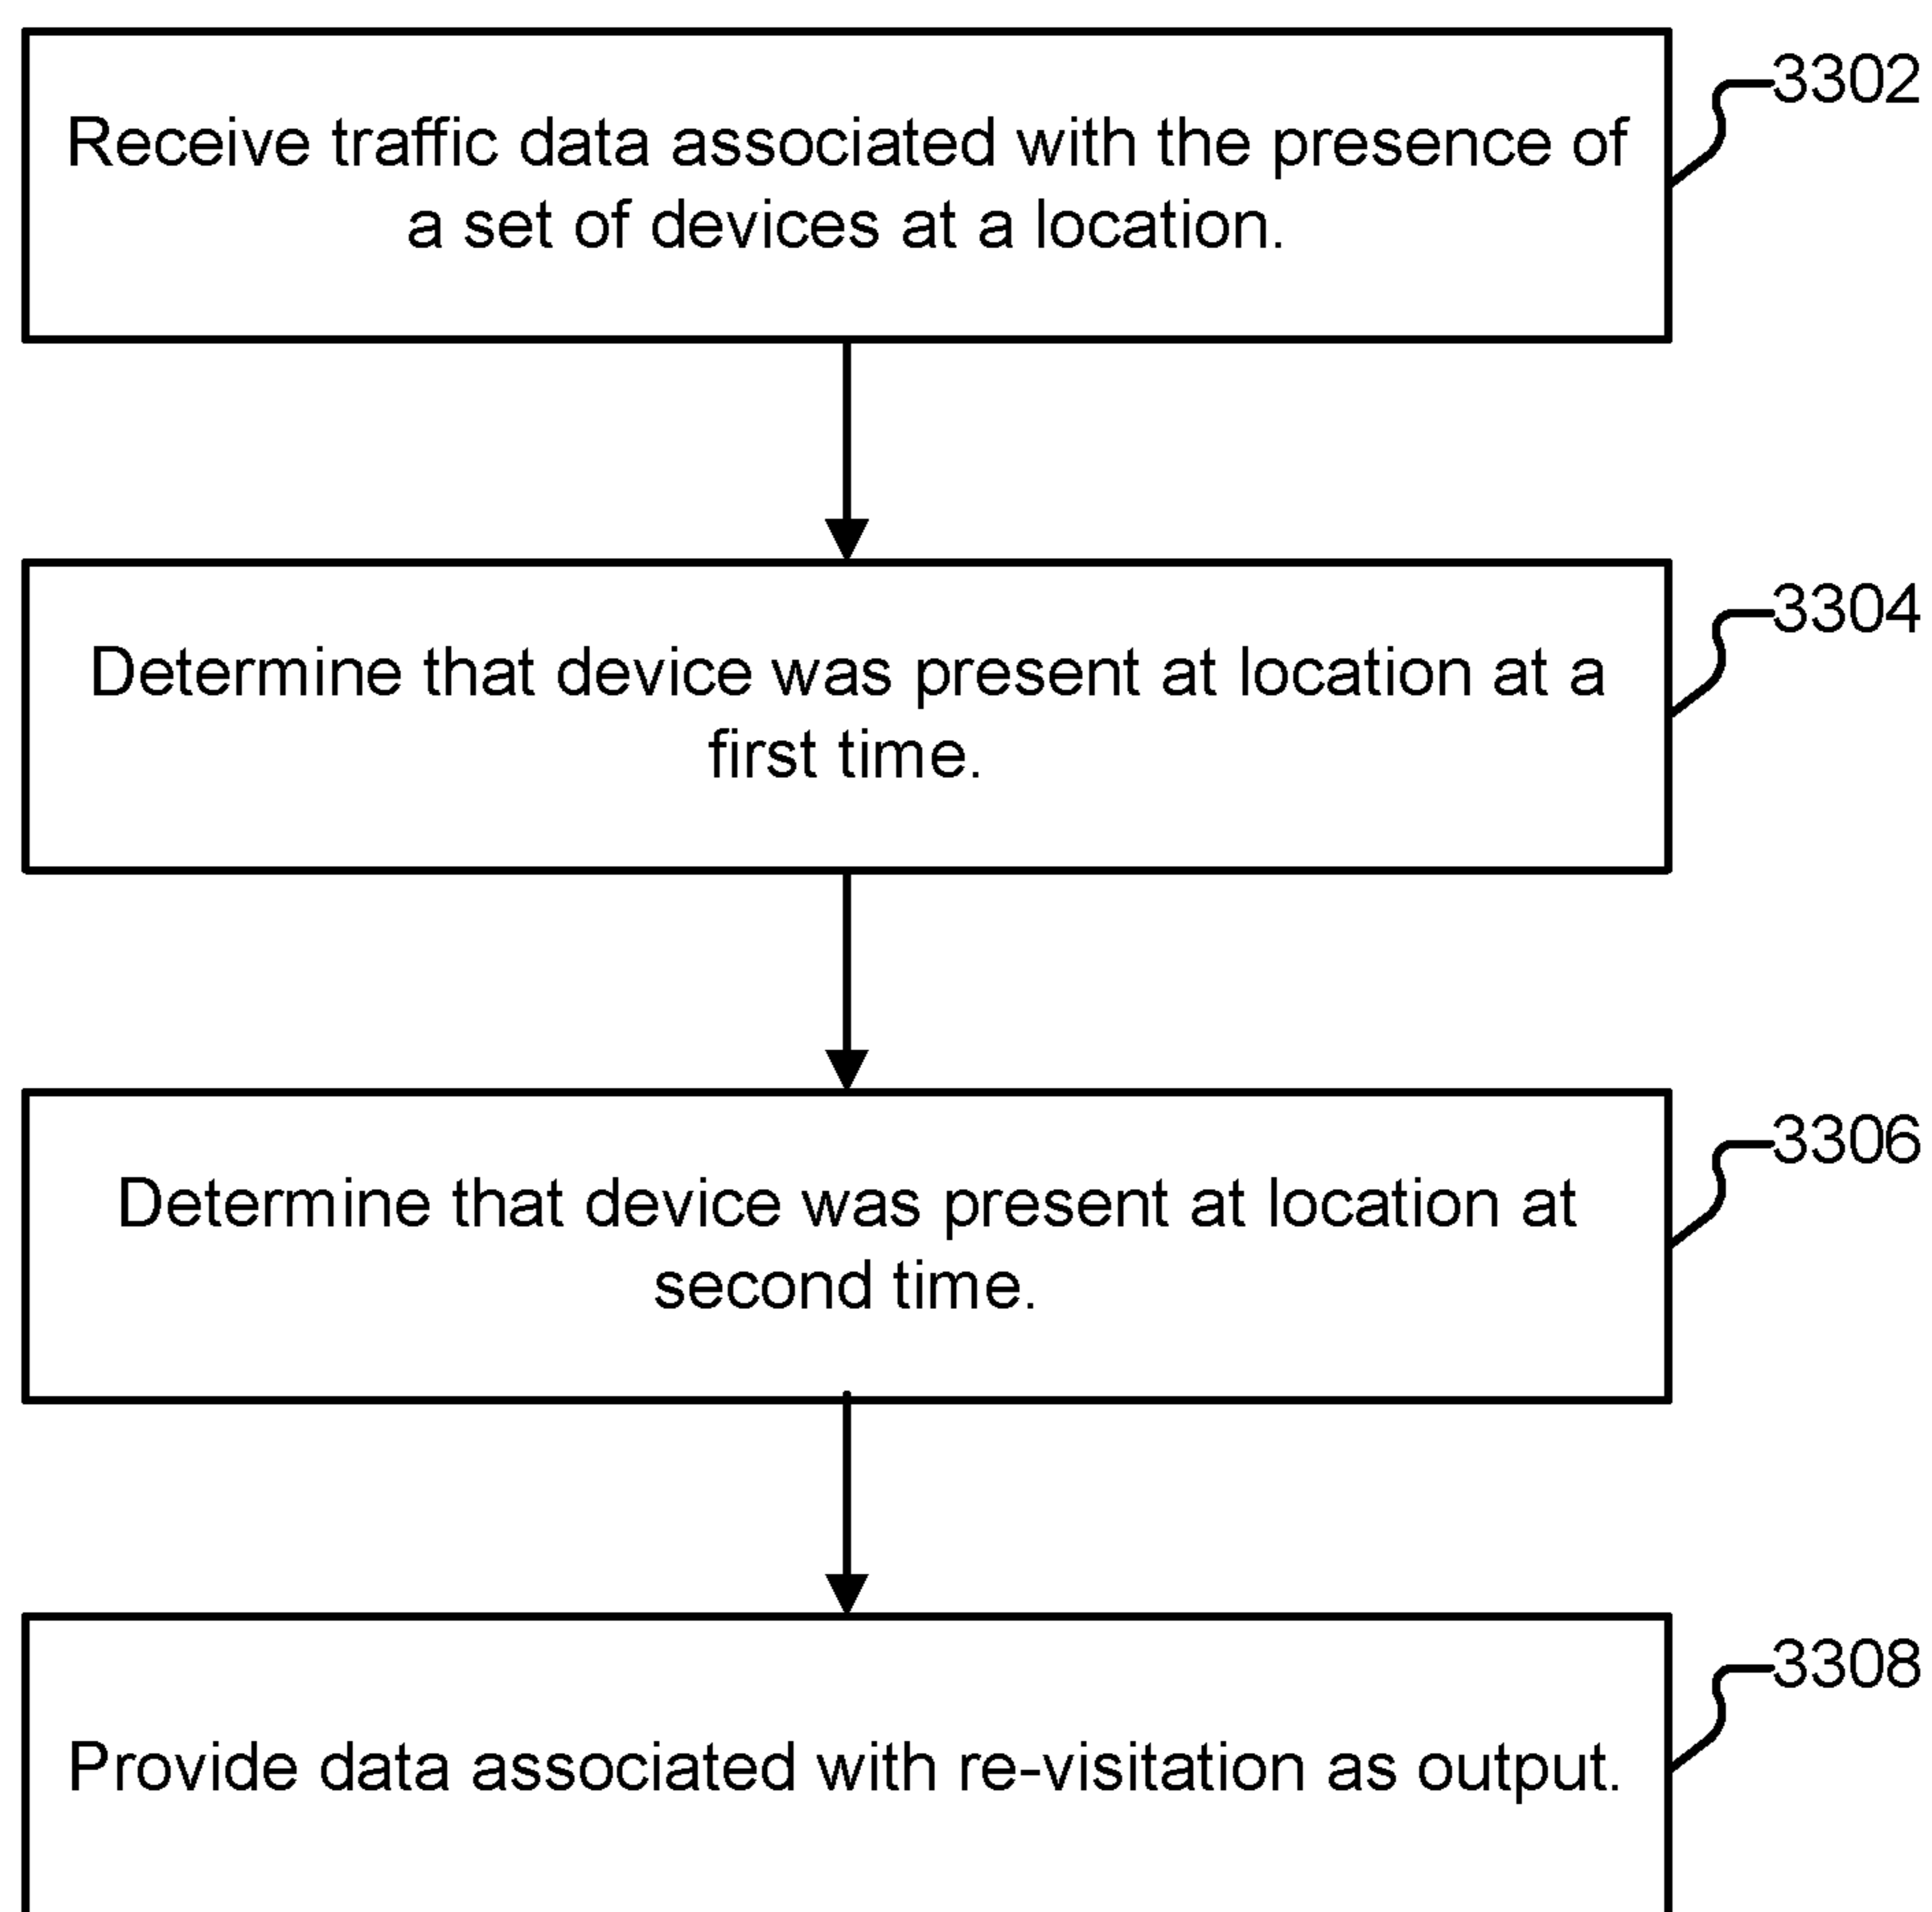 3302
Receive traffic data associated with the presence of
a set of devices at a location.
3304
Determine that device was present at location at a
first time.
3306
Determine that device was present at location at
second time.
3308
Provide data associated with re-visitation as output.